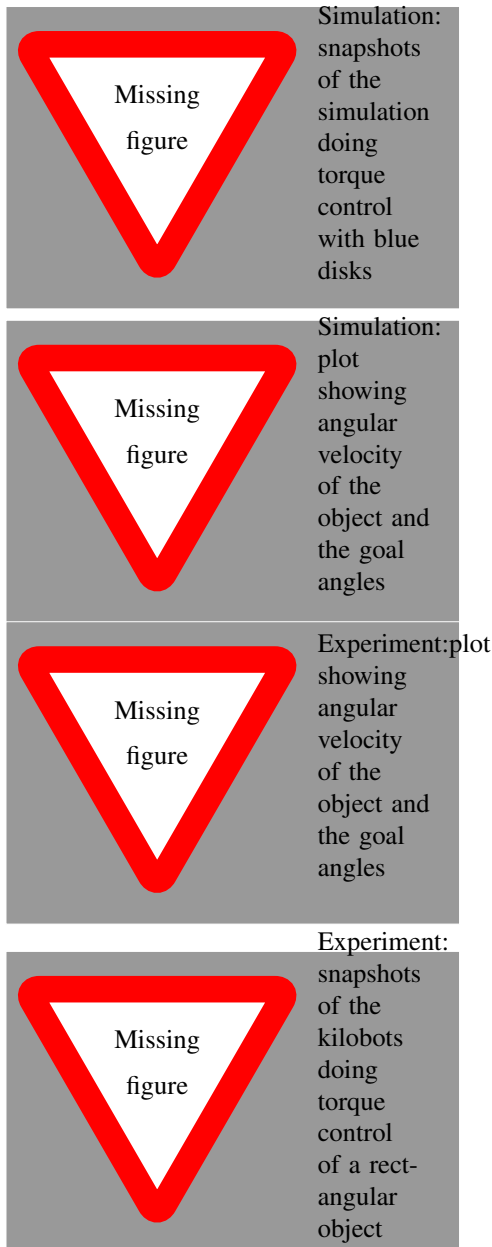 Missing
figure
Simulation:
snapshots
of the
simulation
doing
torque
control
with blue
disks
Missing
figure
Simulation:
plot
showing
angular
velocity
of the
object and
the goal
angles
Missing
figure
Experiment:plot
showing
angular
velocity
of the
object and
the goal
angles
Missing
figure
Experiment:
snapshots
of the
kilobots
doing
torque
control
of a rect-
angular
object